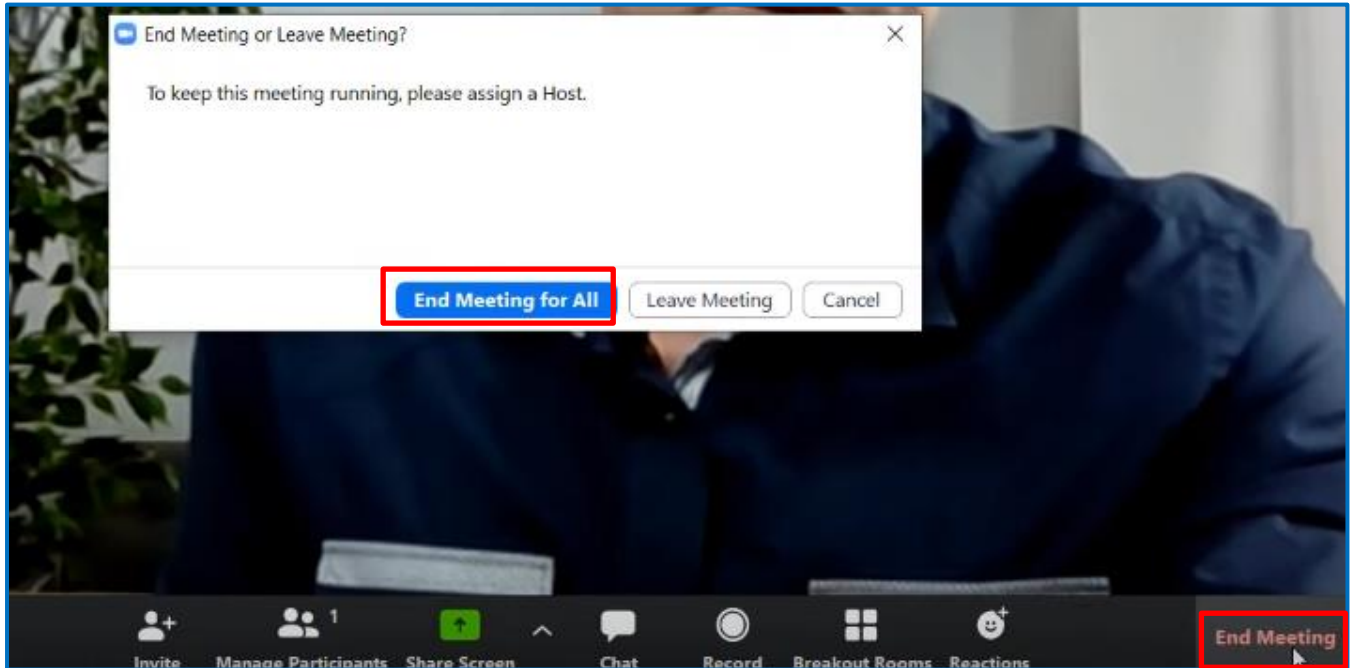 End Meeting or Leave Meeting?
To keep this meeting running, please assign a Host.
End Meeting for All Leave Meeting Cancel
1
Invite Manage Participants Share Screen Chat Record Breakout Rooms Reactions End Meeting